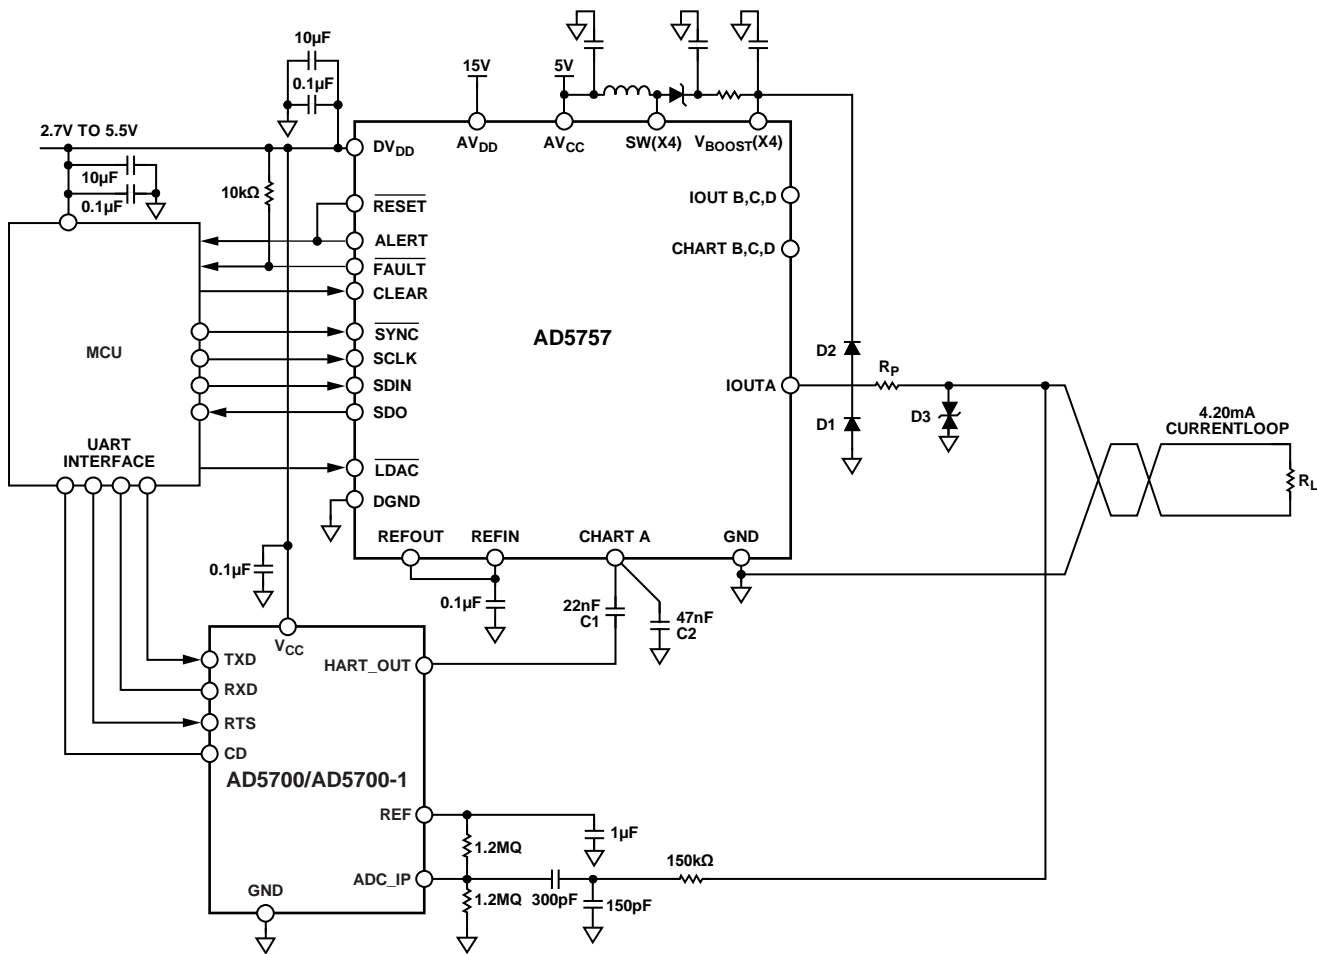 10µF
0.1µF
15V
5V
2.7V TO 5.5V
10µF
0.1µF
10kΩ
DVDD
AVDD
AVCC
SW(X4)
VBOOST(X4)
RESET
ALERT
FAULT
CLEAR
SYNC
SCLK
SDIN
SDO
LDAC
DGND
IOUT B,C,D
CHART B,C,D
AD5757
IOUTA
MCU
UART
INTERFACE
D2
RP
D1
D3
4.20mA
CURRENTLOOP
RL
REFOUT
REFIN
CHART A
GND
0.1µF
0.1µF
22nF
C1
47nF
C2
VCC
TXD
RXD
RTS
CD
HART_OUT
AD5700/AD5700-1
REF
1.2MQ
1µF
150kΩ
ADC_IP
GND
1.2MQ
300pF
150pF